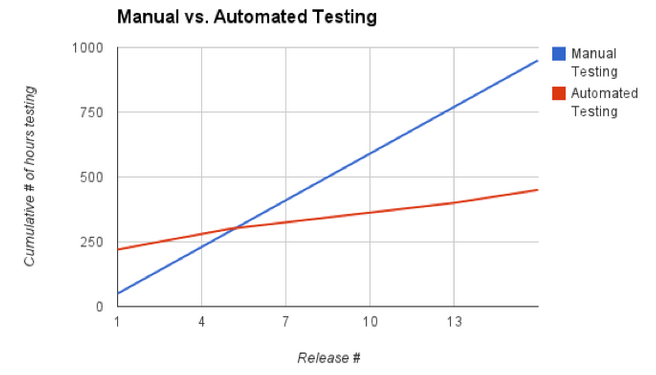 Manual vs. Automated Testing
1000
750
500
250
0
Cumulative # of hours testing
1 4 7 10 13
Release #
Manual
Testing
Automated
Testing